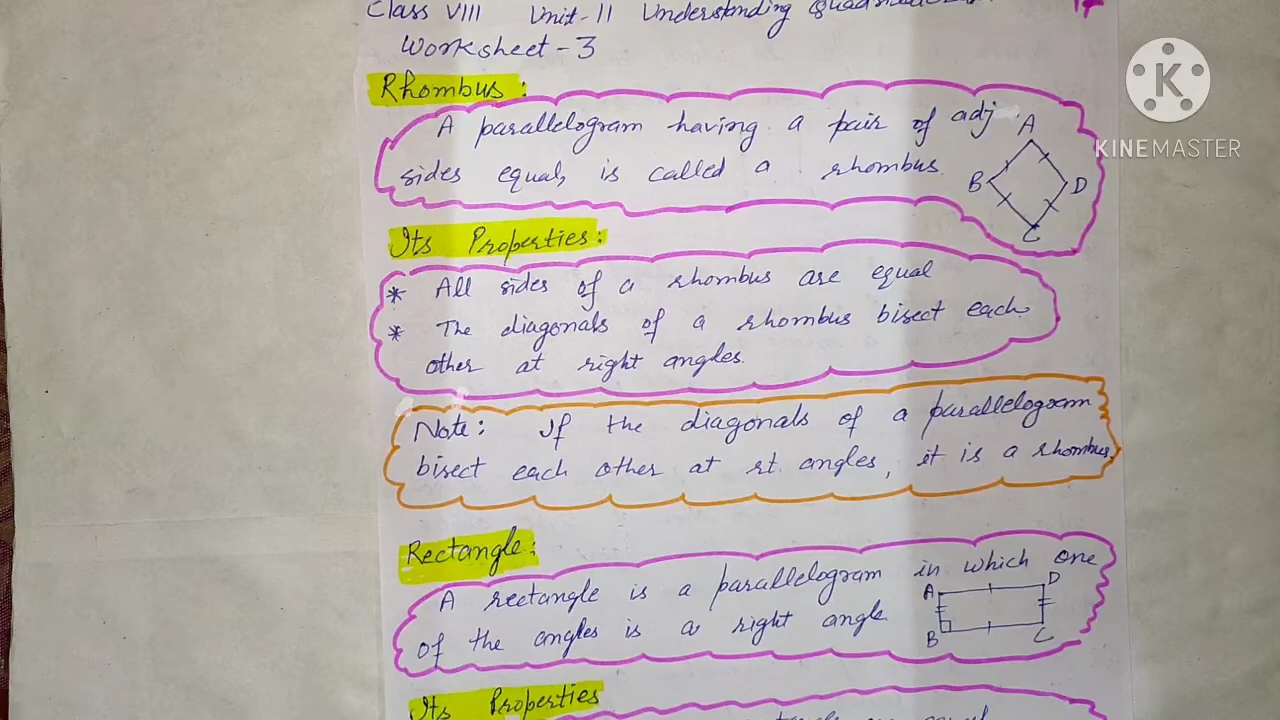 Class VIII Unit-II Understanding
Worksheet-3
K
KINEMASTER
Rhombus:
A parallelogram having a pair of adj
sides equal, is called a rhombus.
A
B
D
C
Its Properties:
* All sides of a rhombus are equal
* The diagonals of a rhombus bisect each
other at right angles.
Note: If the diagonals of a parallelogram
bisect each other at rt. angles, it is a rhombus.
Rectangle:
A rectangle is a parallelogram in which one
of the angles is a right angle
A D
B C
Its Properties